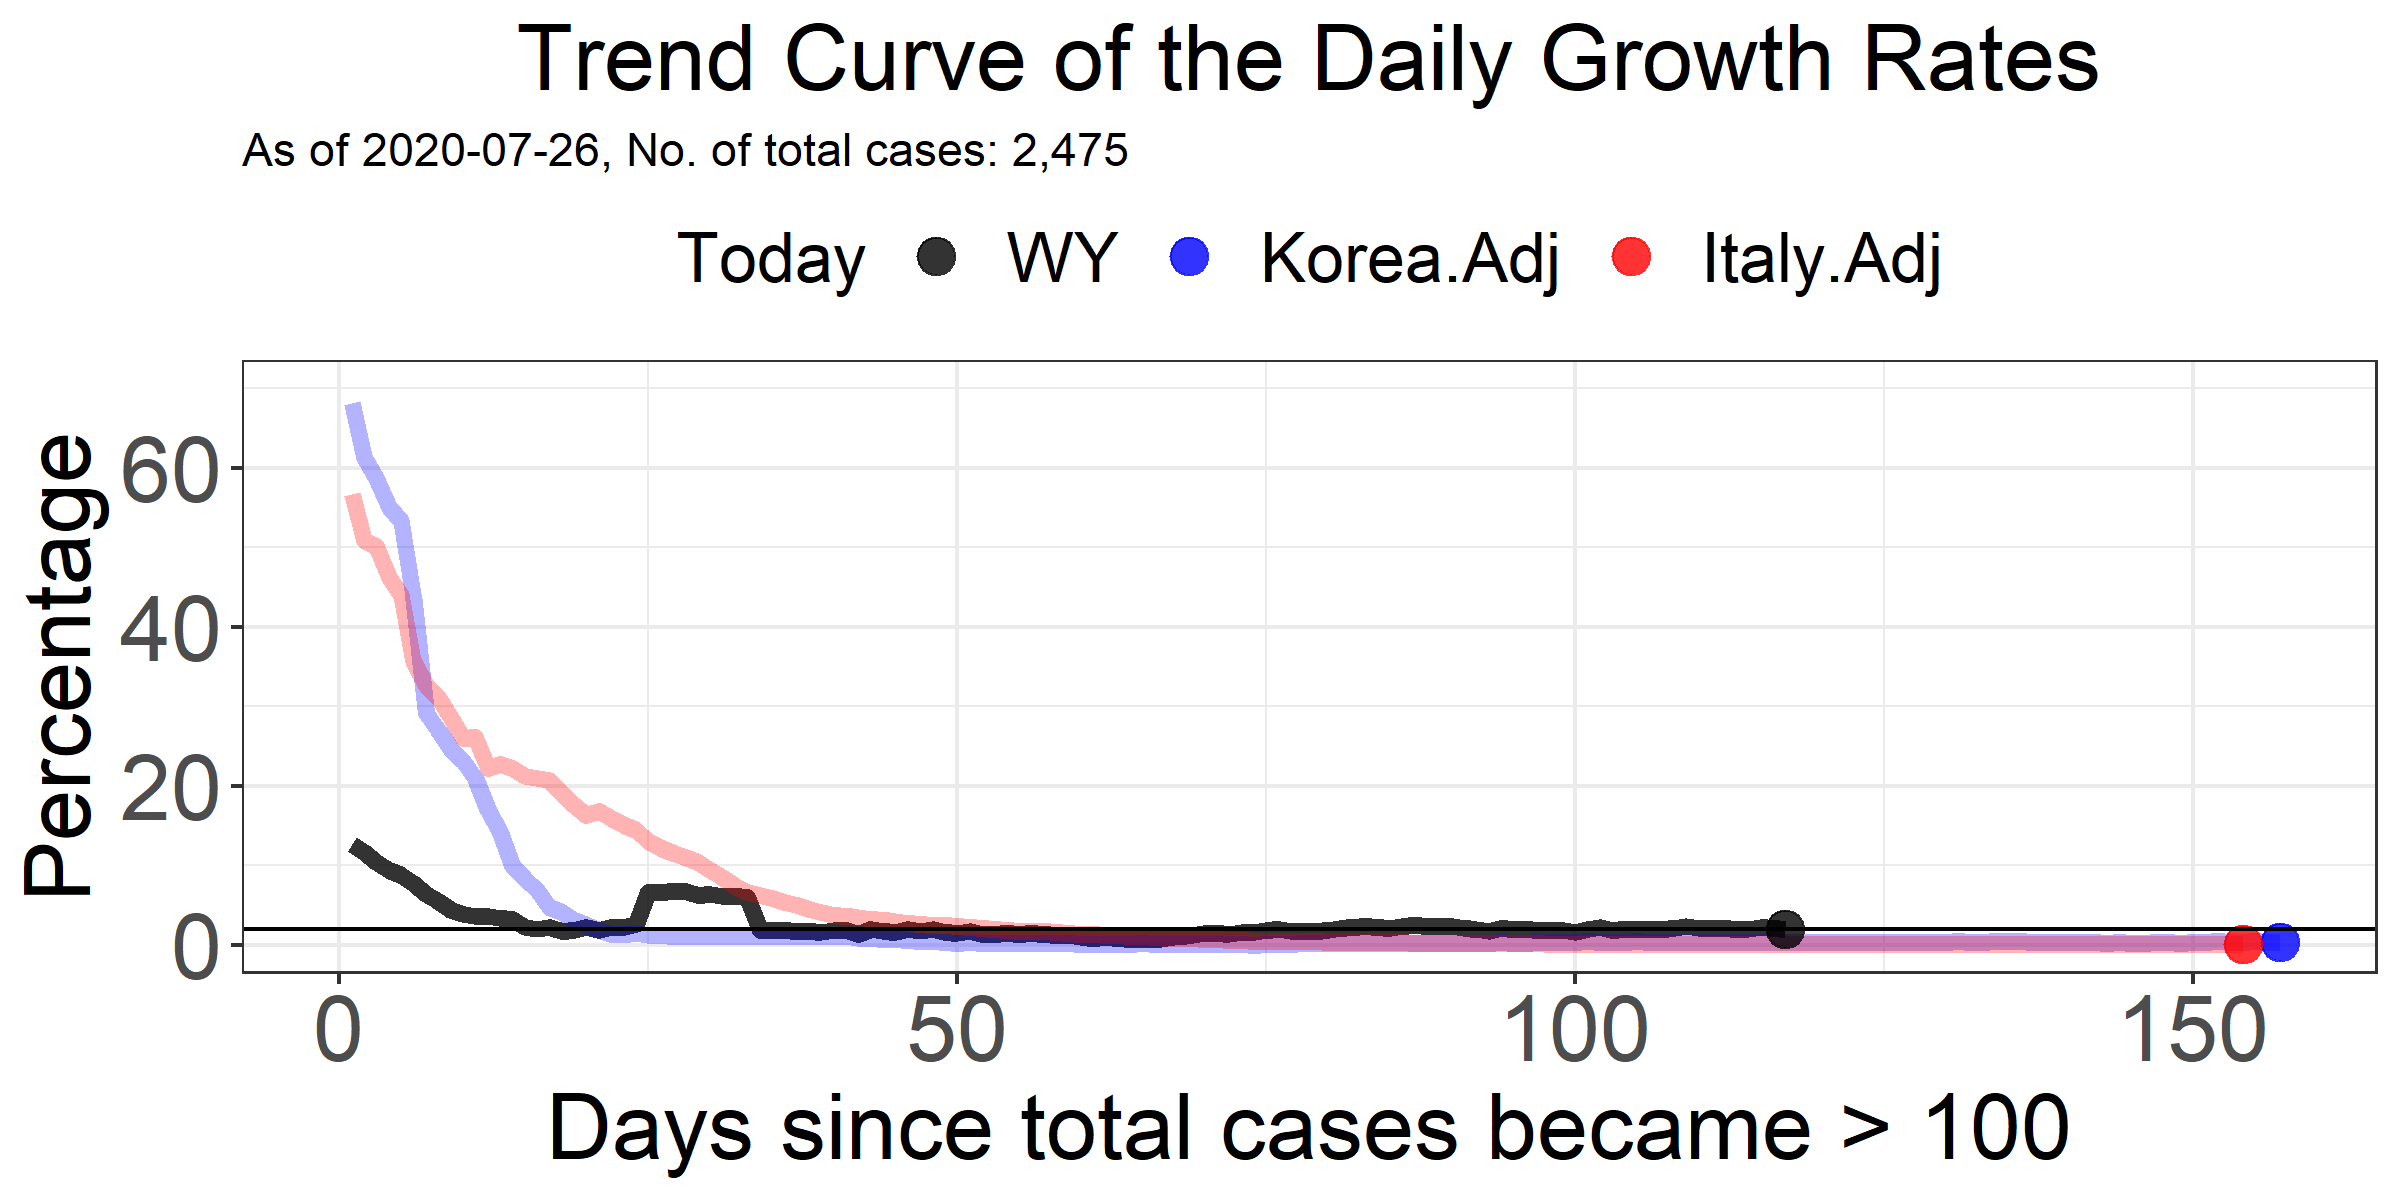 Trend Curve of the Daily Growth Rates
As of 2020-07-26, No. of total cases: 2,475
Today WY Korea.Adj Italy.Adj
Percentage
60
40
20
0
0 50 100 150
Days since total cases became > 100